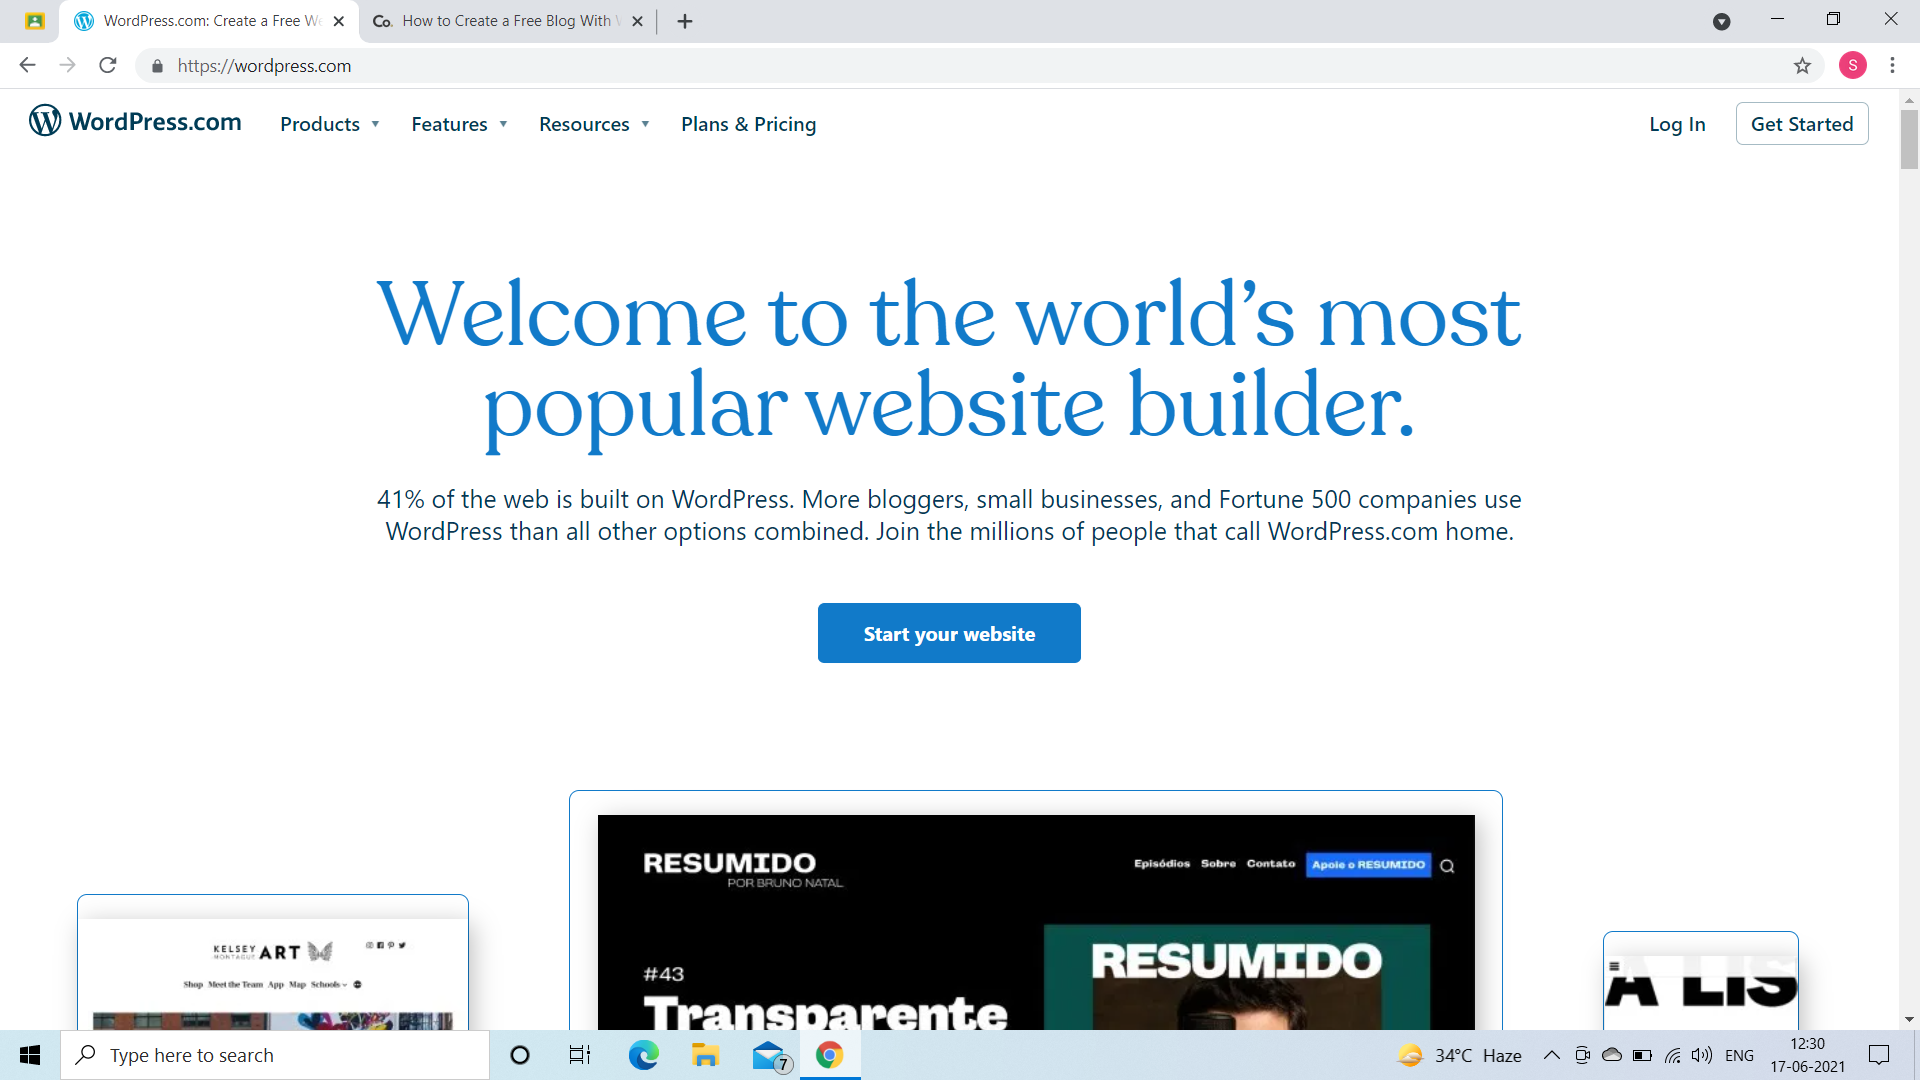 WordPress.com: Create a Free We
Co. How to Create a Free Blog With W
https://wordpress.com
S
WordPress.com
Products
Features
Resources
Plans & Pricing
Log In
Get Started
Welcome to the world’s most
popular website builder.
41% of the web is built on WordPress. More bloggers, small businesses, and Fortune 500 companies use
WordPress than all other options combined. Join the millions of people that call WordPress.com home.
Start your website
RESUMIDO
POR BRUNO NATAL
Episódios Sobre Contato Apoie o RESUMIDO
RESUMIDO
#43
Transparente
KELSEY
MONTAGUE
ART
Shop Meet the Team App Map Schools
A LIS
Type here to search
7
34°C Haze
ENG
12:30
17-06-2021